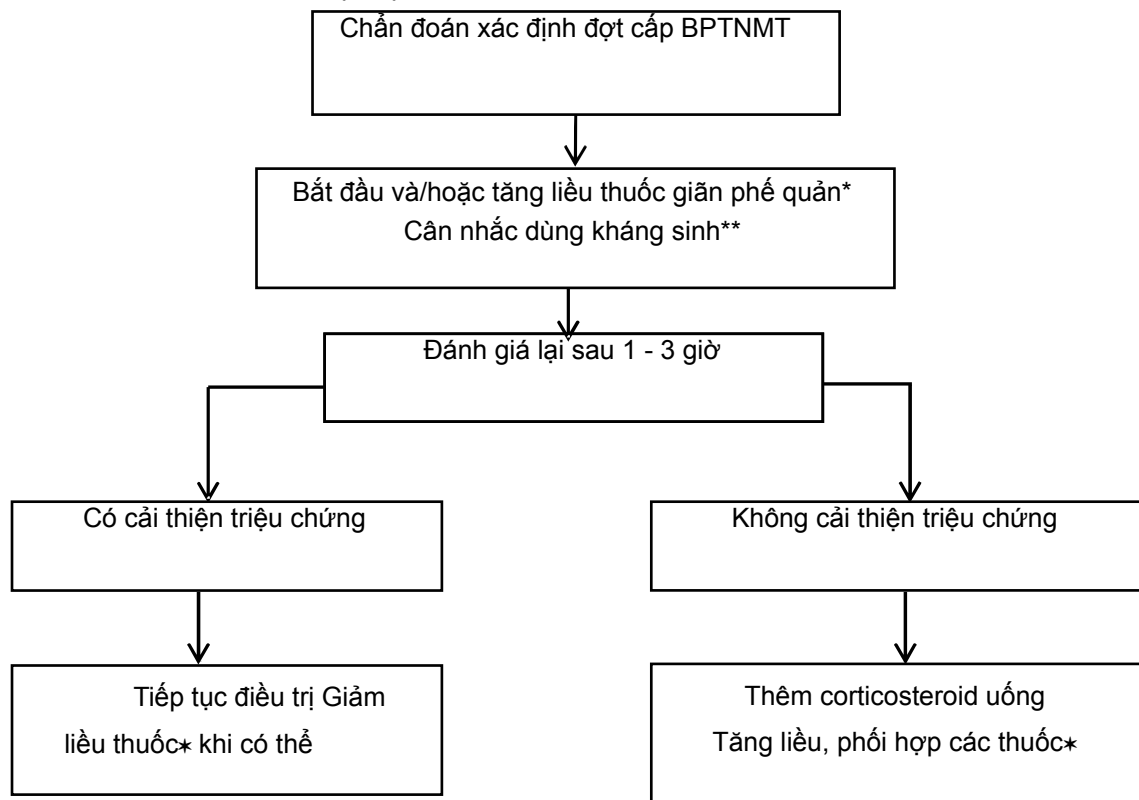 Chẩn đoán xác định đợt cấp BPTNMT
Bắt đầu và/hoặc tăng liều thuốc giãn phế quản*
Cân nhắc dùng kháng sinh**
Đánh giá lại sau 1 - 3 giờ
Có cải thiện triệu chứng
Không cải thiện triệu chứng
Tiếp tục điều trị Giảm
liều thuốc* khi có thể
Thêm corticosteroid uống
Tăng liều, phối hợp các thuốc*